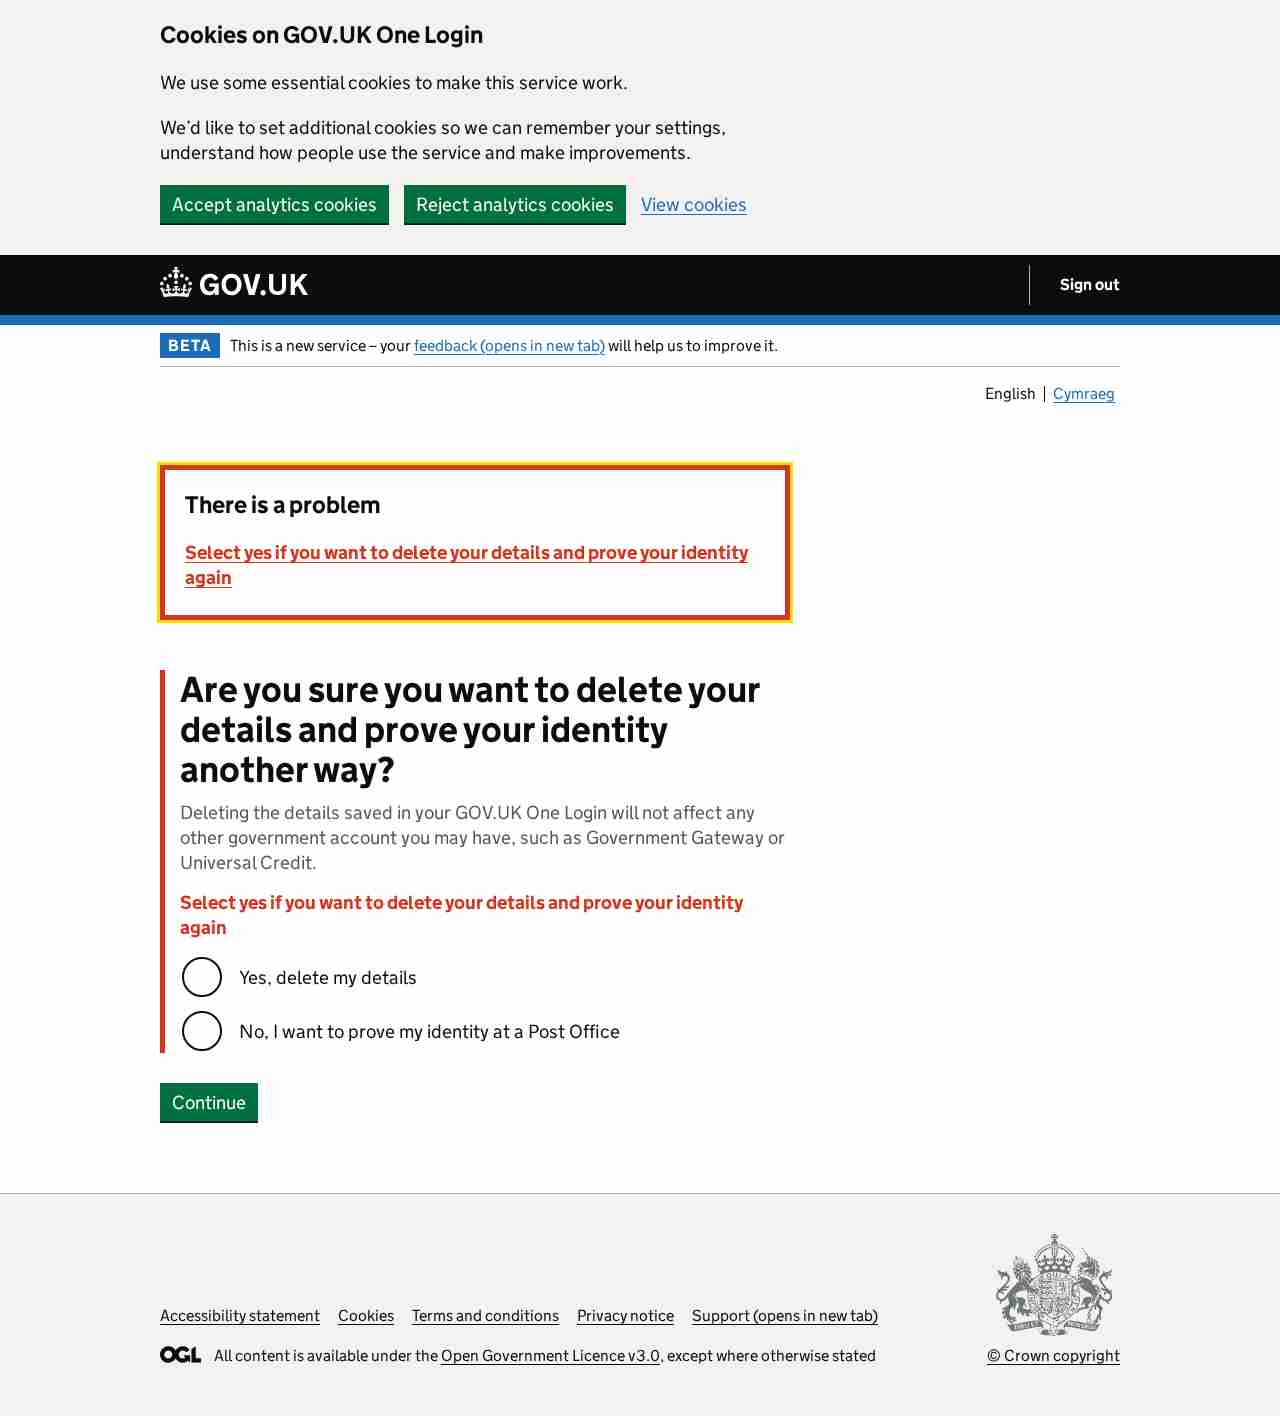 Cookies on GOV.UK One Login
We use some essential cookies to make this service work.
We’d like to set additional cookies so we can remember your settings,
understand how people use the service and make improvements.
Accept analytics cookies Reject analytics cookies View cookies
GOV.UK Sign out
BETA This is a new service – your feedback (opens in new tab) will help us to improve it.
English Cymraeg
There is a problem
Select yes if you want to delete your details and prove your identity
again
Are you sure you want to delete your
details and prove your identity
another way?
Deleting the details saved in your GOV.UK One Login will not affect any
other government account you may have, such as Government Gateway or
Universal Credit.
Select yes if you want to delete your details and prove your identity
again
Yes, delete my details
No, I want to prove my identity at a Post Office
Continue
Accessibility statement Cookies Terms and conditions Privacy notice Support (opens in new tab)
OGL All content is available under the Open Government Licence v3.0, except where otherwise stated
© Crown copyright